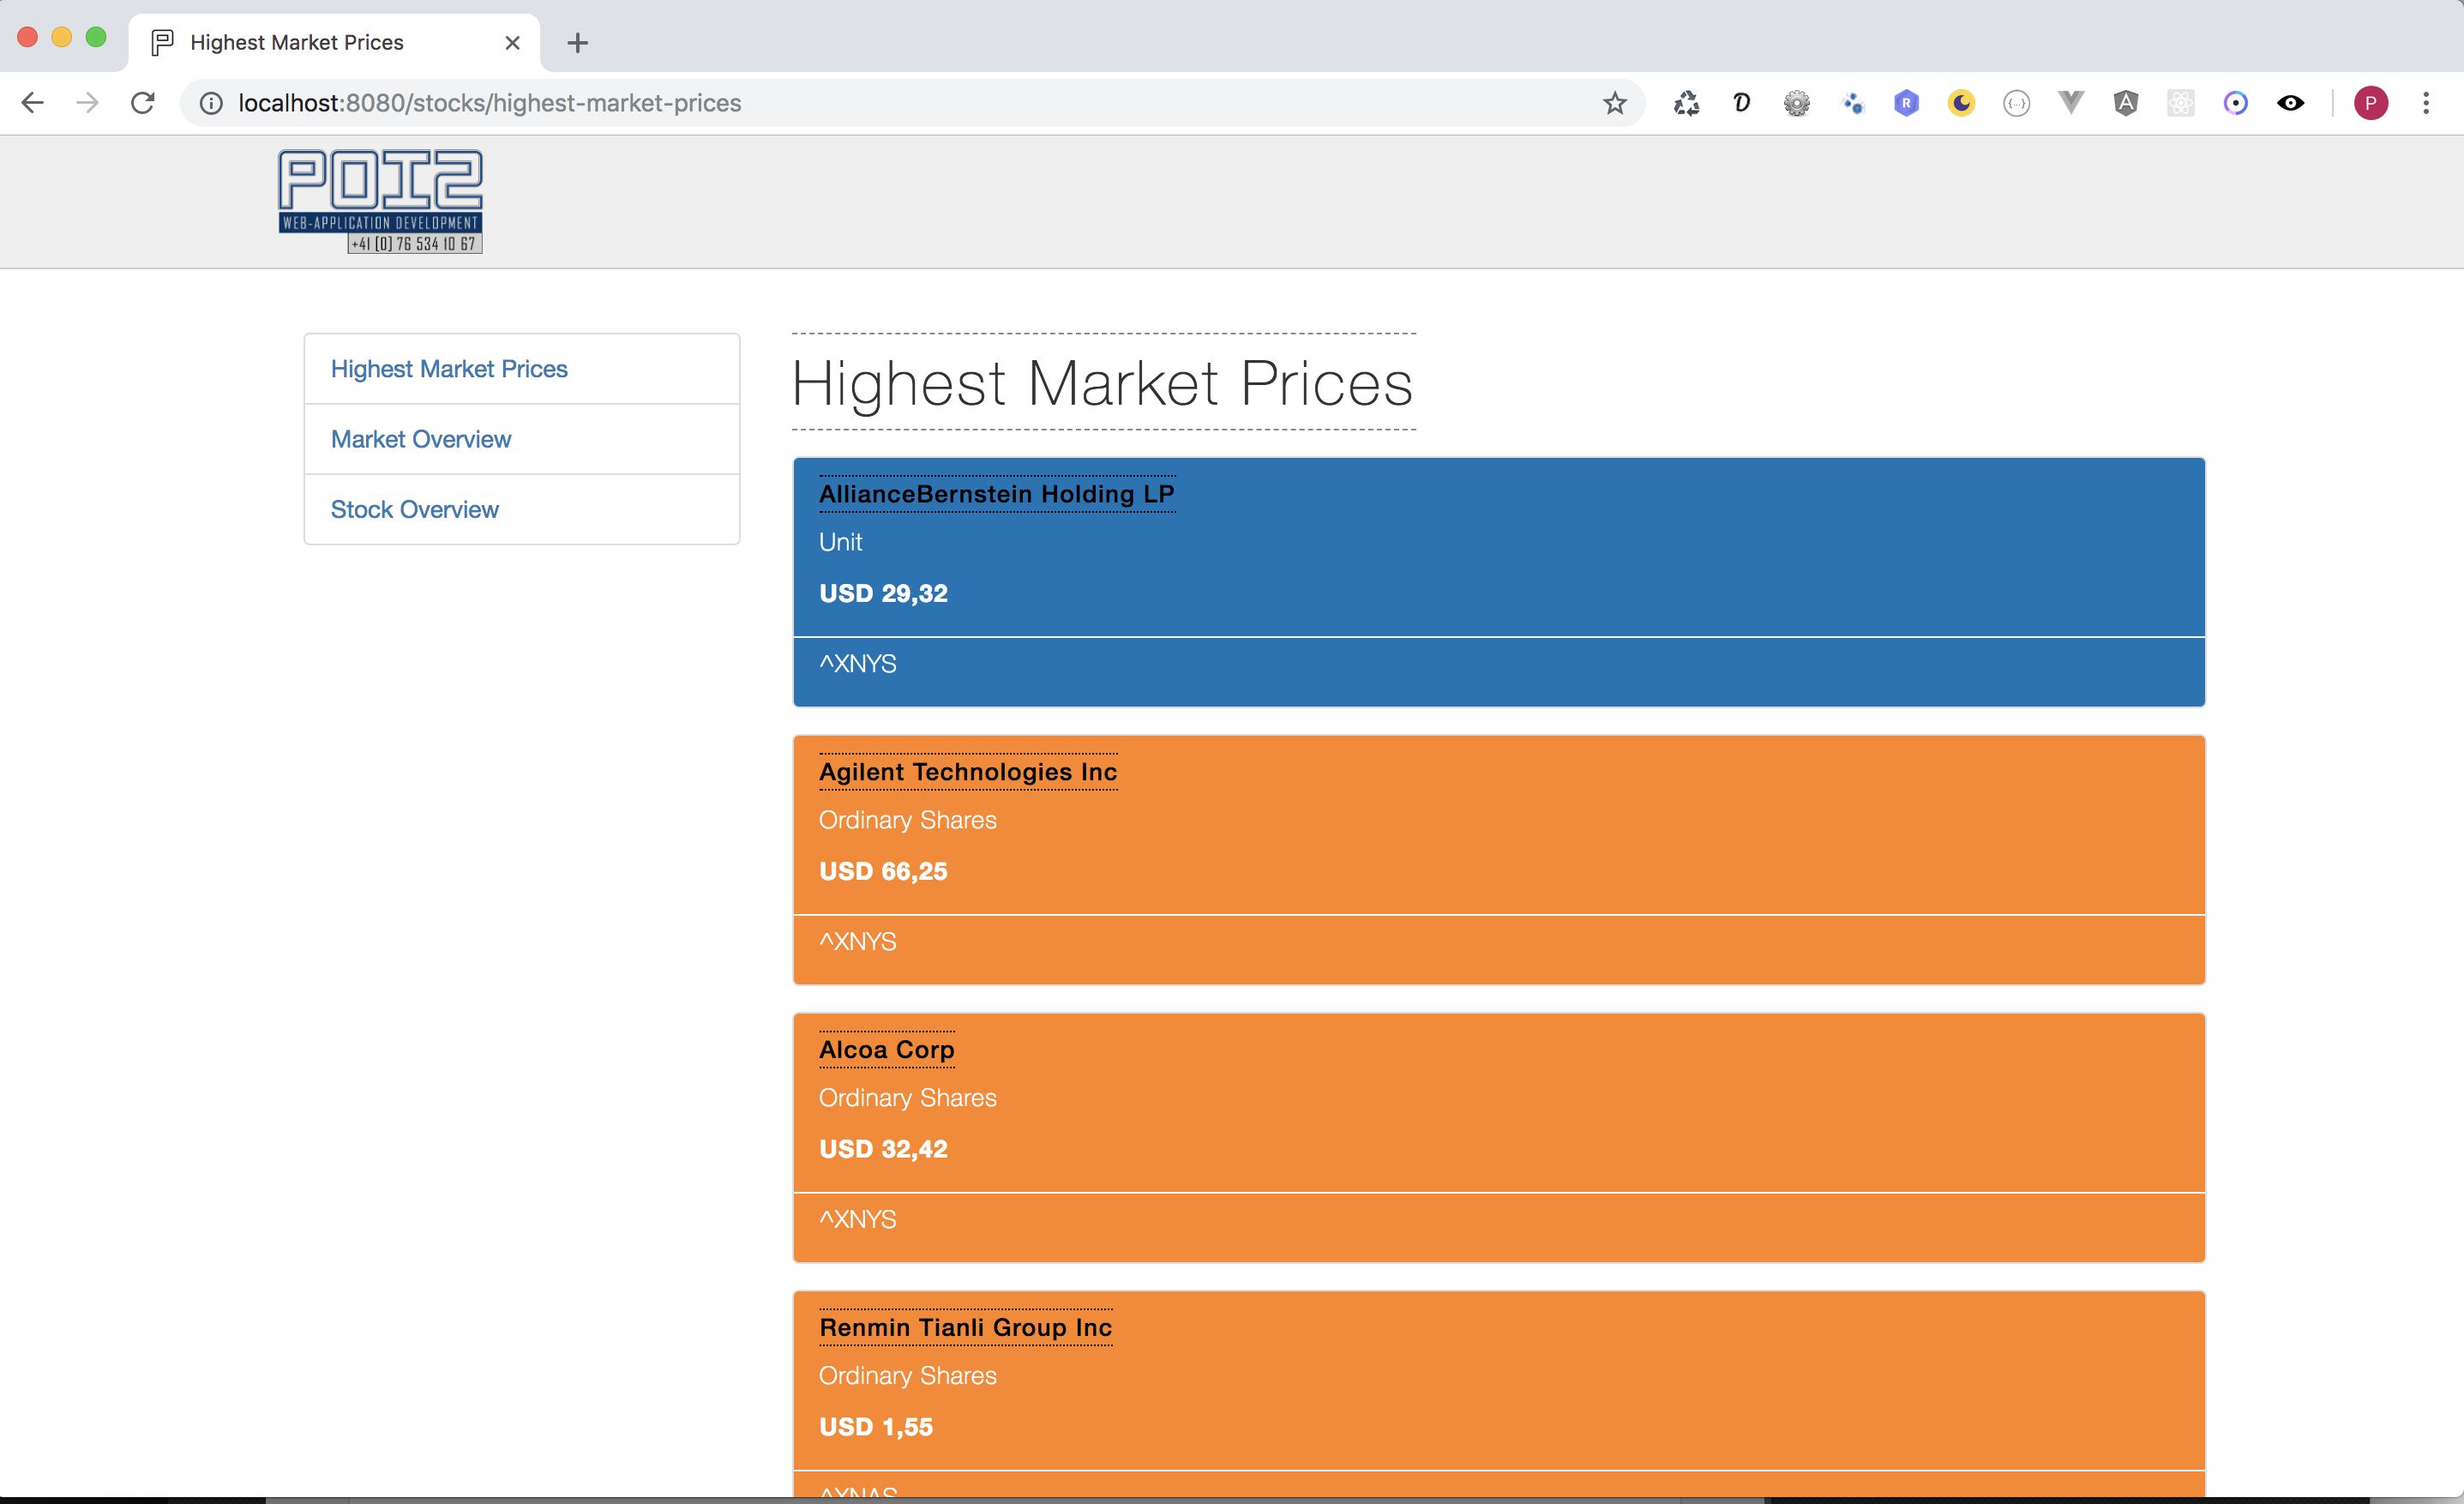 Highest Market Prices
localhost:8080/stocks/highest-market-prices
P
POI2
WEB-APPLICATION DEVELOPMENT
+41 (0) 76 534 10 67
Highest Market Prices
Market Overview
Stock Overview
Highest Market Prices
AllianceBernstein Holding LP
Unit
USD 29,32
^XNYS
Agilent Technologies Inc
Ordinary Shares
USD 66,25
^XNYS
Alcoa Corp
Ordinary Shares
USD 32,42
^XNYS
Renmin Tianli Group Inc
Ordinary Shares
USD 1,55
^XNAS